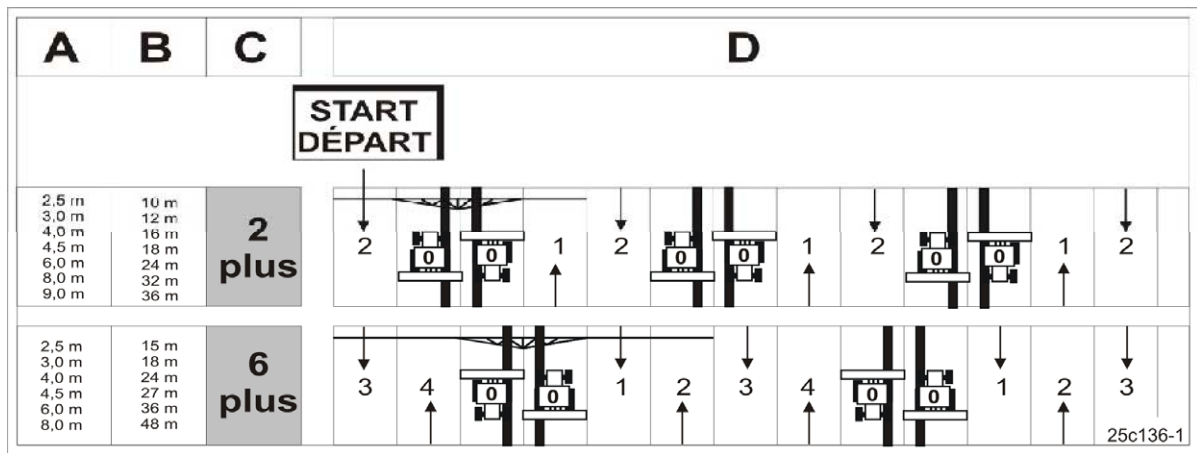 A B C D
START
DÉPART
2,5 m 10 m
3,0 m 12 m
4,0 m 16 m
4,5 m 18 m
6,0 m 24 m
8,0 m 32 m
9,0 m 36 m
2
plus
2 0 0 1 2 0 0 1 2 0 0 1 2
2,5 m 15 m
3,0 m 18 m
4,0 m 24 m
4,5 m 27 m
6,0 m 36 m
8,0 m 48 m
6
plus
3 4 0 0 1 2 3 4 0 0 1 2 3
25c136-1